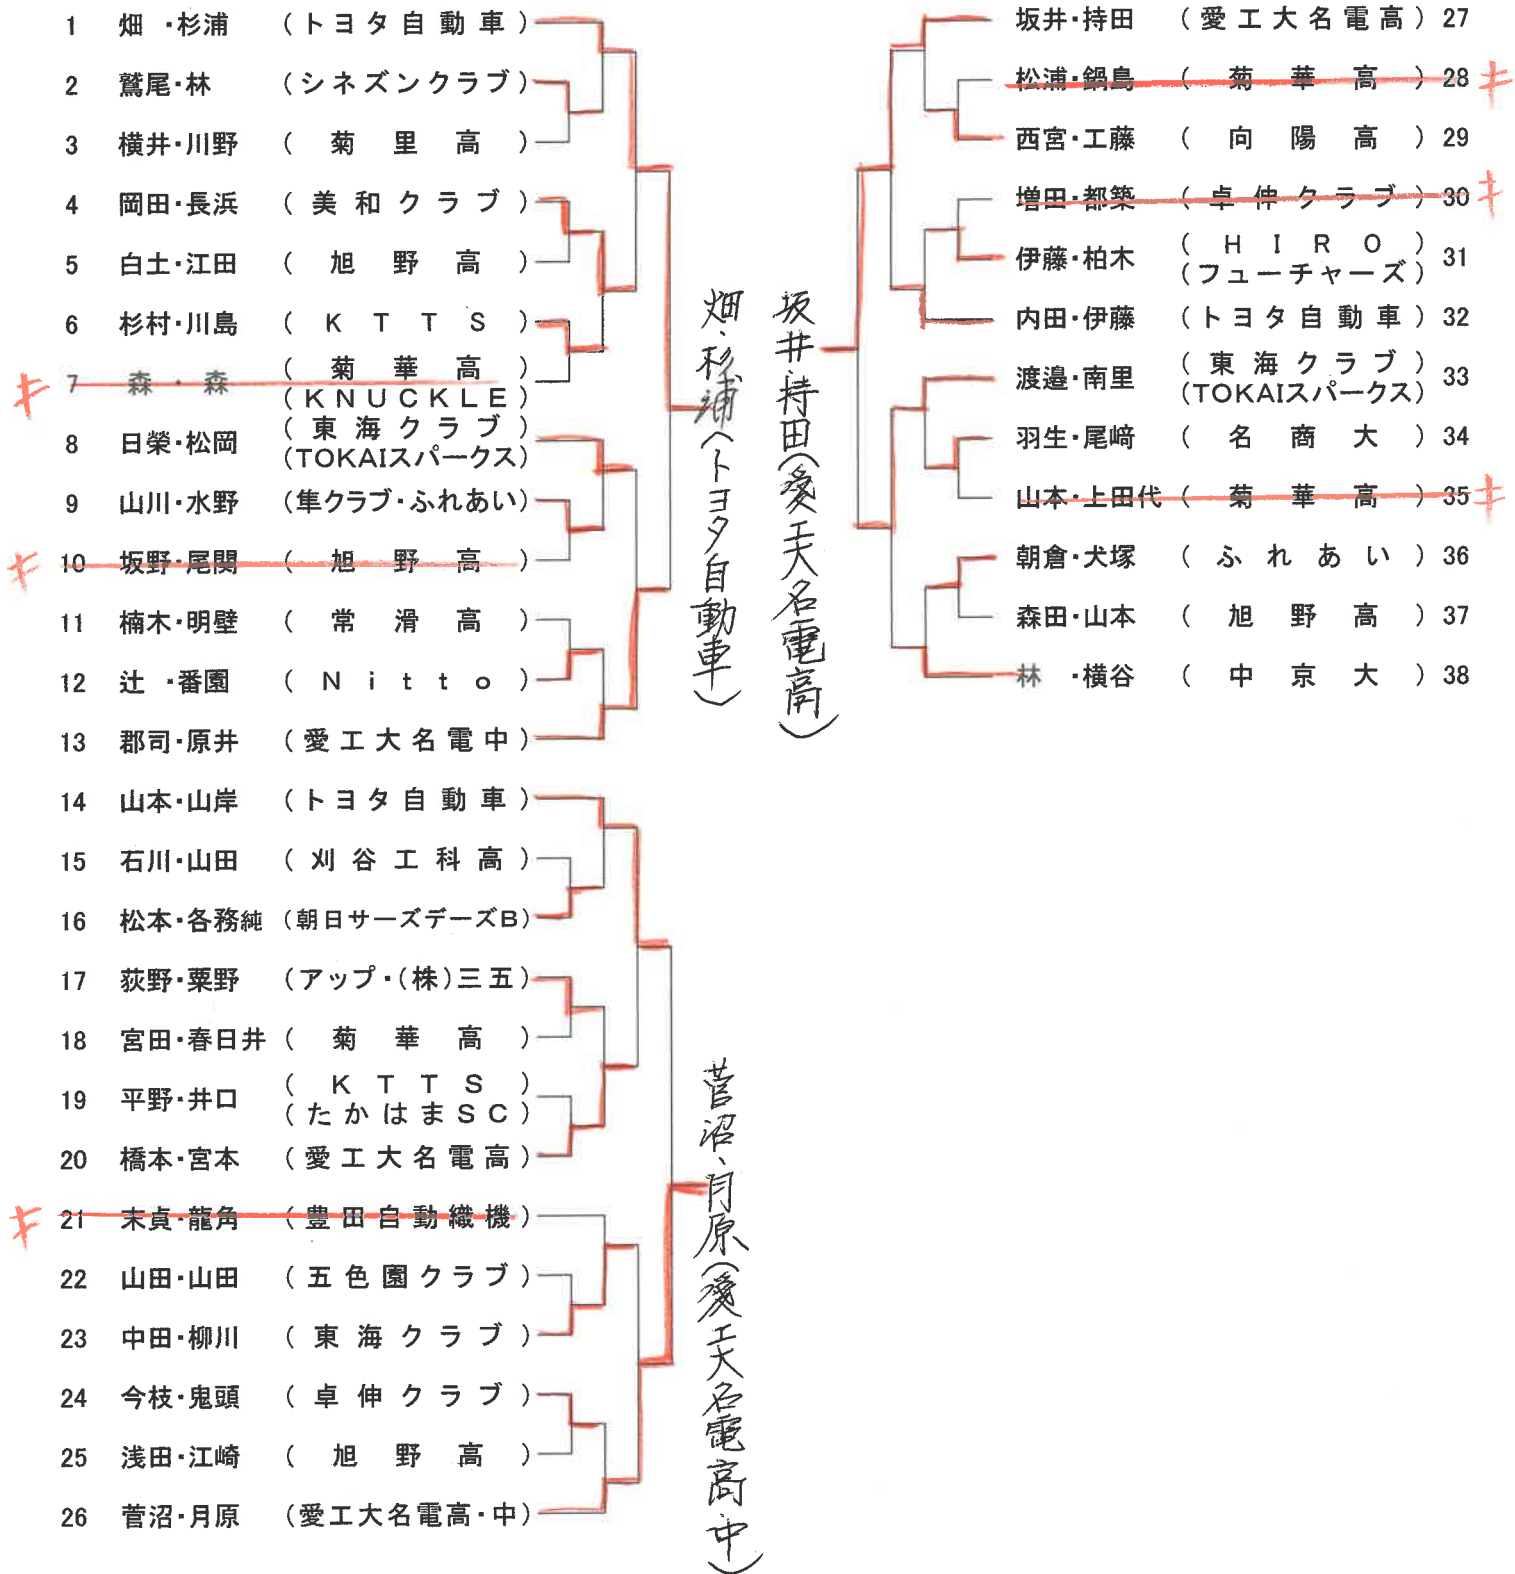 1 畑・杉浦 (トヨタ自動車)
2 鷲尾・林 (シネズンクラブ)
3 横井・川野 (菊里高)
4 岡田・長浜 (美和クラブ)
5 白土・江田 (旭野高)
6 杉村・川島 (KTTS)
キ 7 森・森 (菊華高)
(KNUCKLE)
8 日榮・松岡 (東海クラブ)
(TOKAIスパークス)
9 山川・水野 (隼クラブ・ふれあい)
キ 10 坂野・尾関 (旭野高)
11 楠木・明壁 (常滑高)
12 辻・番園 (Nitto)
13 郡司・原井 (愛工大名電中)
14 山本・山岸 (トヨタ自動車)
15 石川・山田 (刈谷工科高)
16 松本・各務純 (朝日サーズデーズB)
17 荻野・粟野 (アップ・(株)三五)
18 宮田・春日井 (菊華高)
19 平野・井口 (KTTS)
(たかはまSC)
20 橋本・宮本 (愛工大名電高)
キ 21 末貞・龍角 (豊田自動織機)
22 山田・山田 (五色園クラブ)
23 中田・柳川 (東海クラブ)
24 今枝・鬼頭 (卓伸クラブ)
25 浅田・江崎 (旭野高)
26 菅沼・月原 (愛工大名電高・中)
畑・杉浦(トヨタ自動車)
菅沼・月原(愛工大名電高・中)
坂井・持田(愛工大名電高)
坂井・持田 (愛工大名電高) 27
松浦・鍋島 (菊華高) 28 キ
西宮・工藤 (向陽高) 29
増田・都築 (卓伸クラブ) 30 キ
伊藤・柏木 (HIRO) 31
(フューチャーズ)
内田・伊藤 (トヨタ自動車) 32
渡邉・南里 (東海クラブ) 33
(TOKAIスパークス)
羽生・尾﨑 (名商大) 34
山本・上田代 (菊華高) 35 キ
朝倉・犬塚 (ふれあい) 36
森田・山本 (旭野高) 37
林・横谷 (中京大) 38